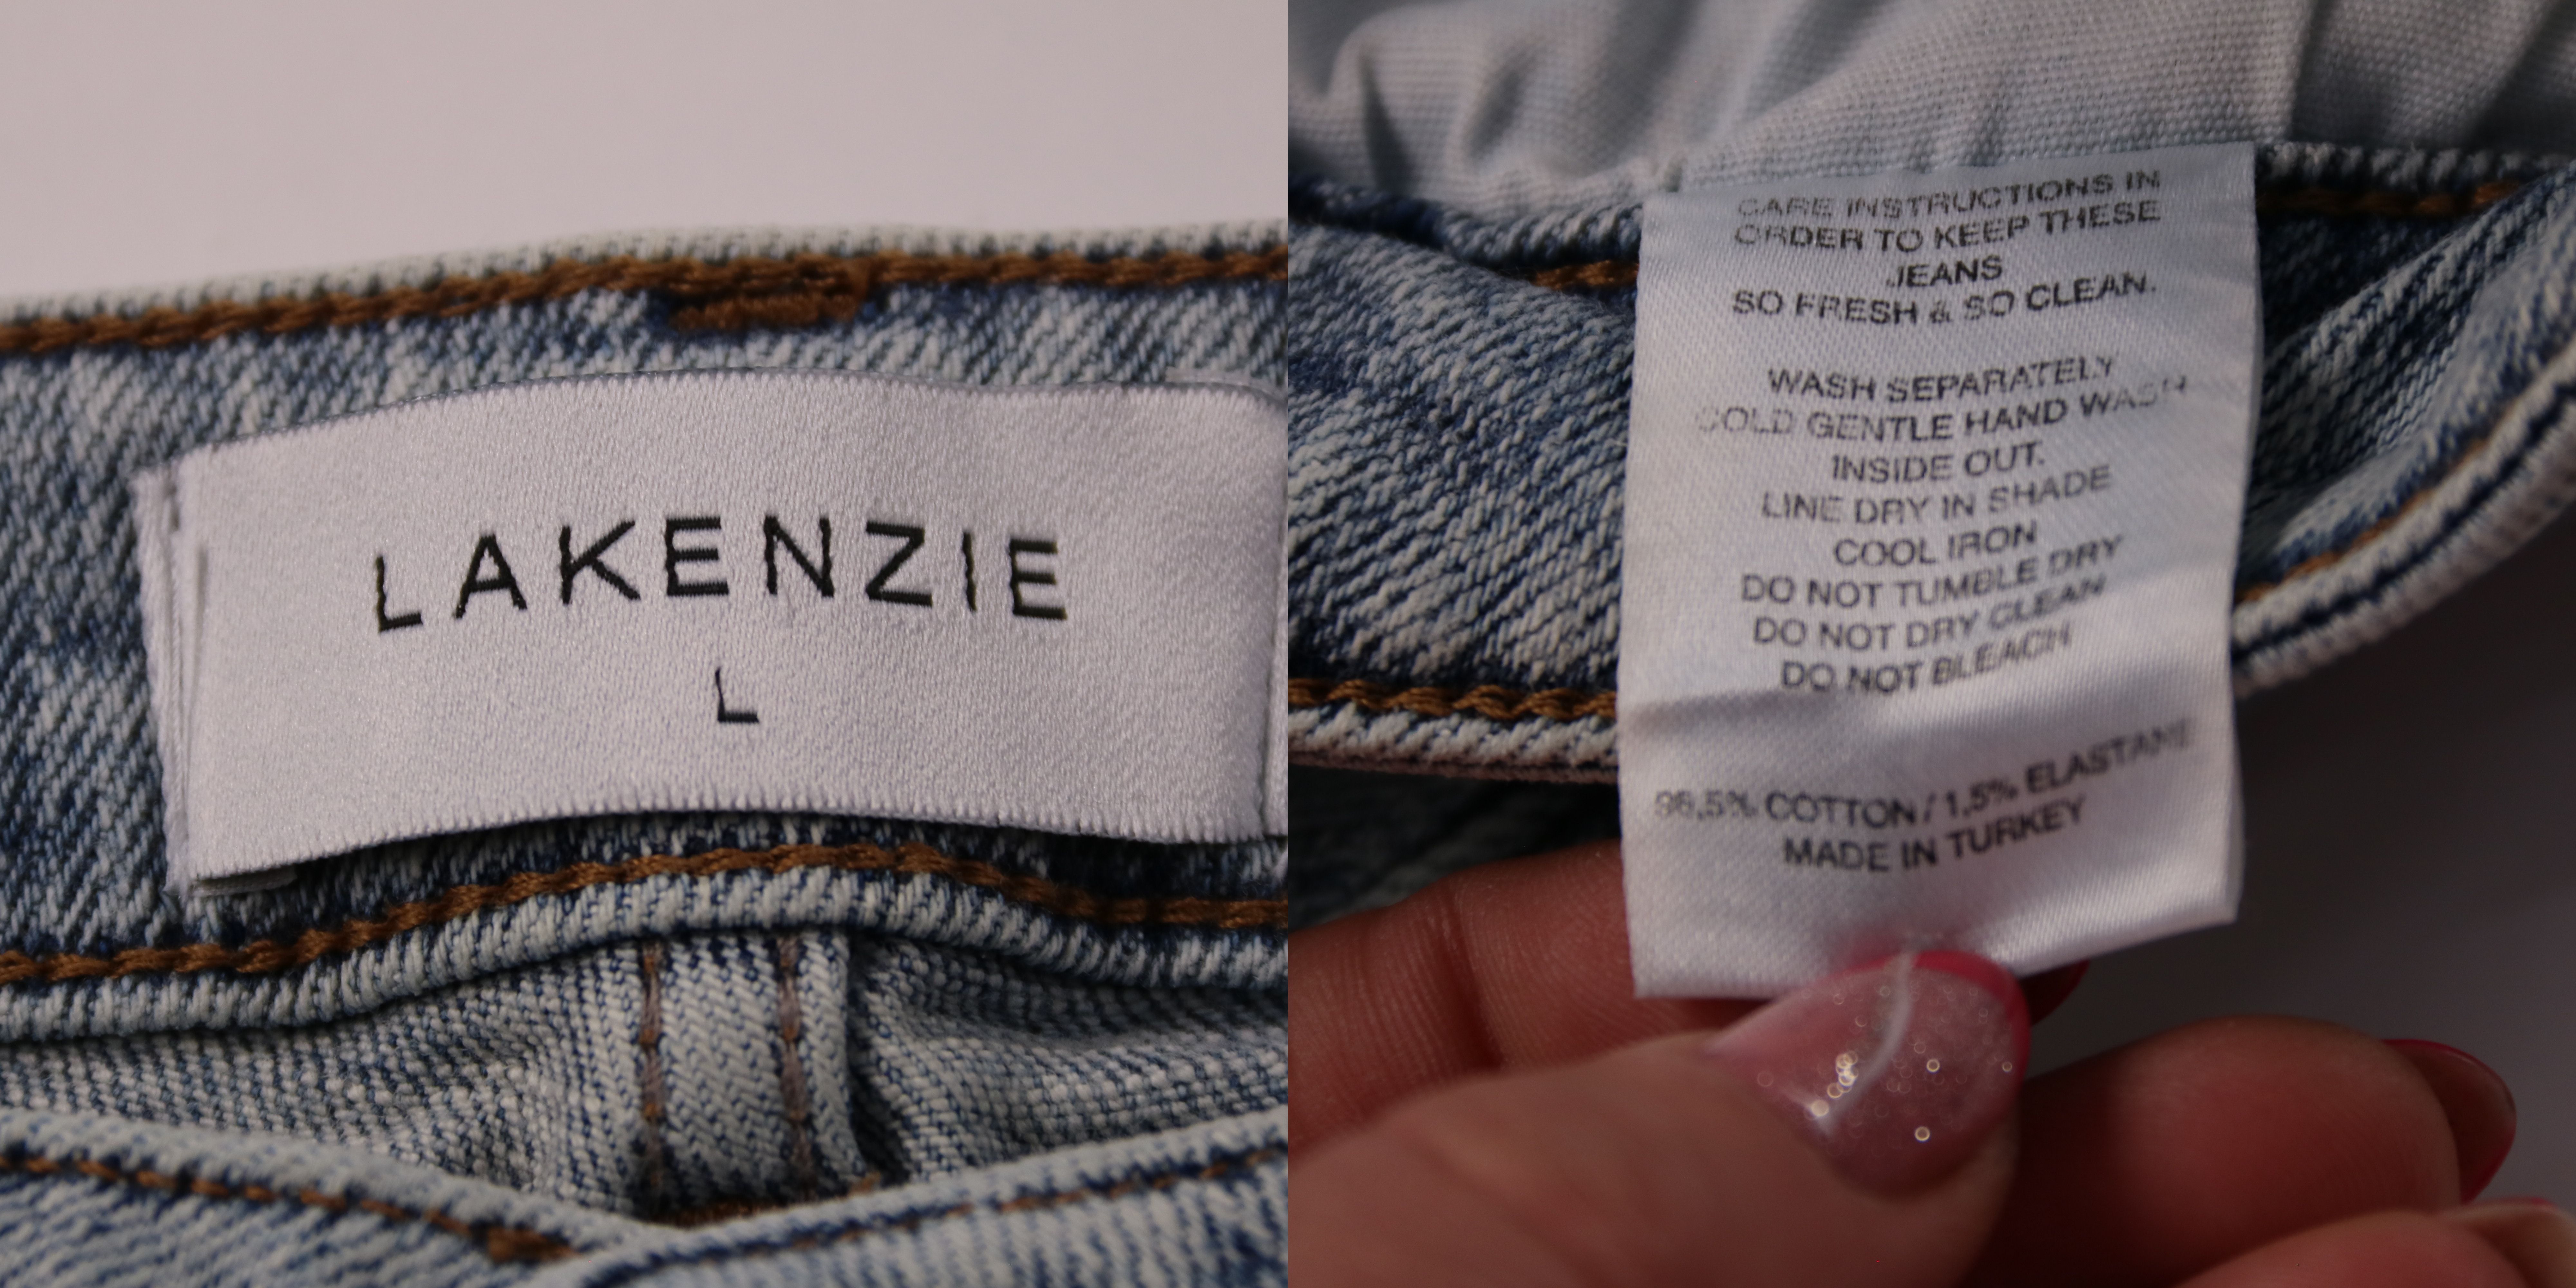 LAKENZIE
L
CARE INSTRUCTIONS IN
ORDER TO KEEP THESE
JEANS
SO FRESH & SO CLEAN.
WASH SEPARATELY
COLD GENTLE HAND WASH
INSIDE OUT.
LINE DRY IN SHADE
COOL IRON
DO NOT TUMBLE DRY
DO NOT DRY CLEAN
DO NOT BLEACH
98,5% COTTON / 1,5% ELASTANE
MADE IN TURKEY